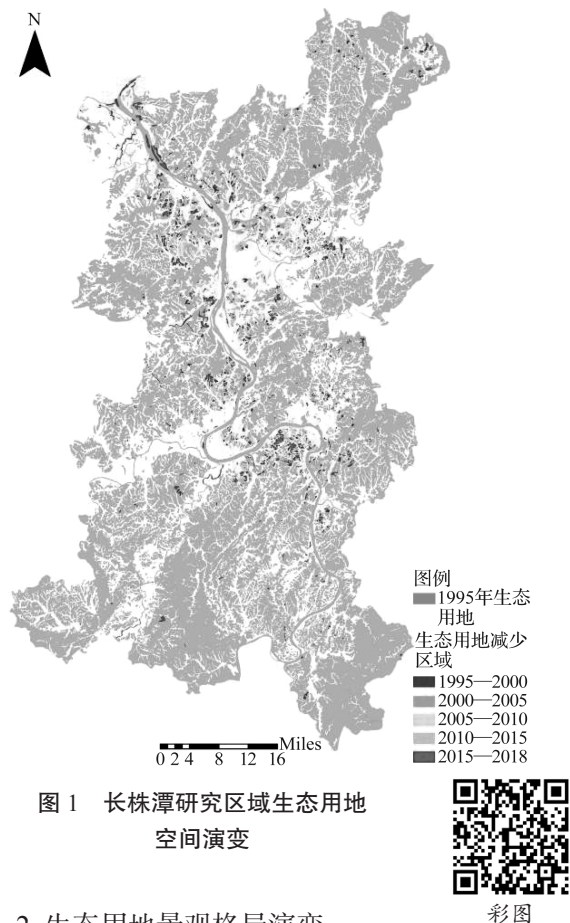 N
图例
1995年生态
用地
生态用地减少
区域
1995—2000
2000—2005
2005—2010
2010—2015
2015—2018
Miles
0 2 4 8 12 16
图 1 长株潭研究区域生态用地
空间演变
彩图
2 生态用地景观格局演变